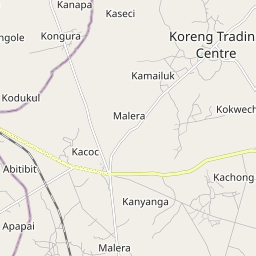 Kanapa
Kaseci
ngole
Kongura
Koreng Tradin
Centre
Kamailuk
Kodukul
Kokwech
Malera
Kacoc
Abitibit
Kachong
Kanyanga
Apapai
Malera